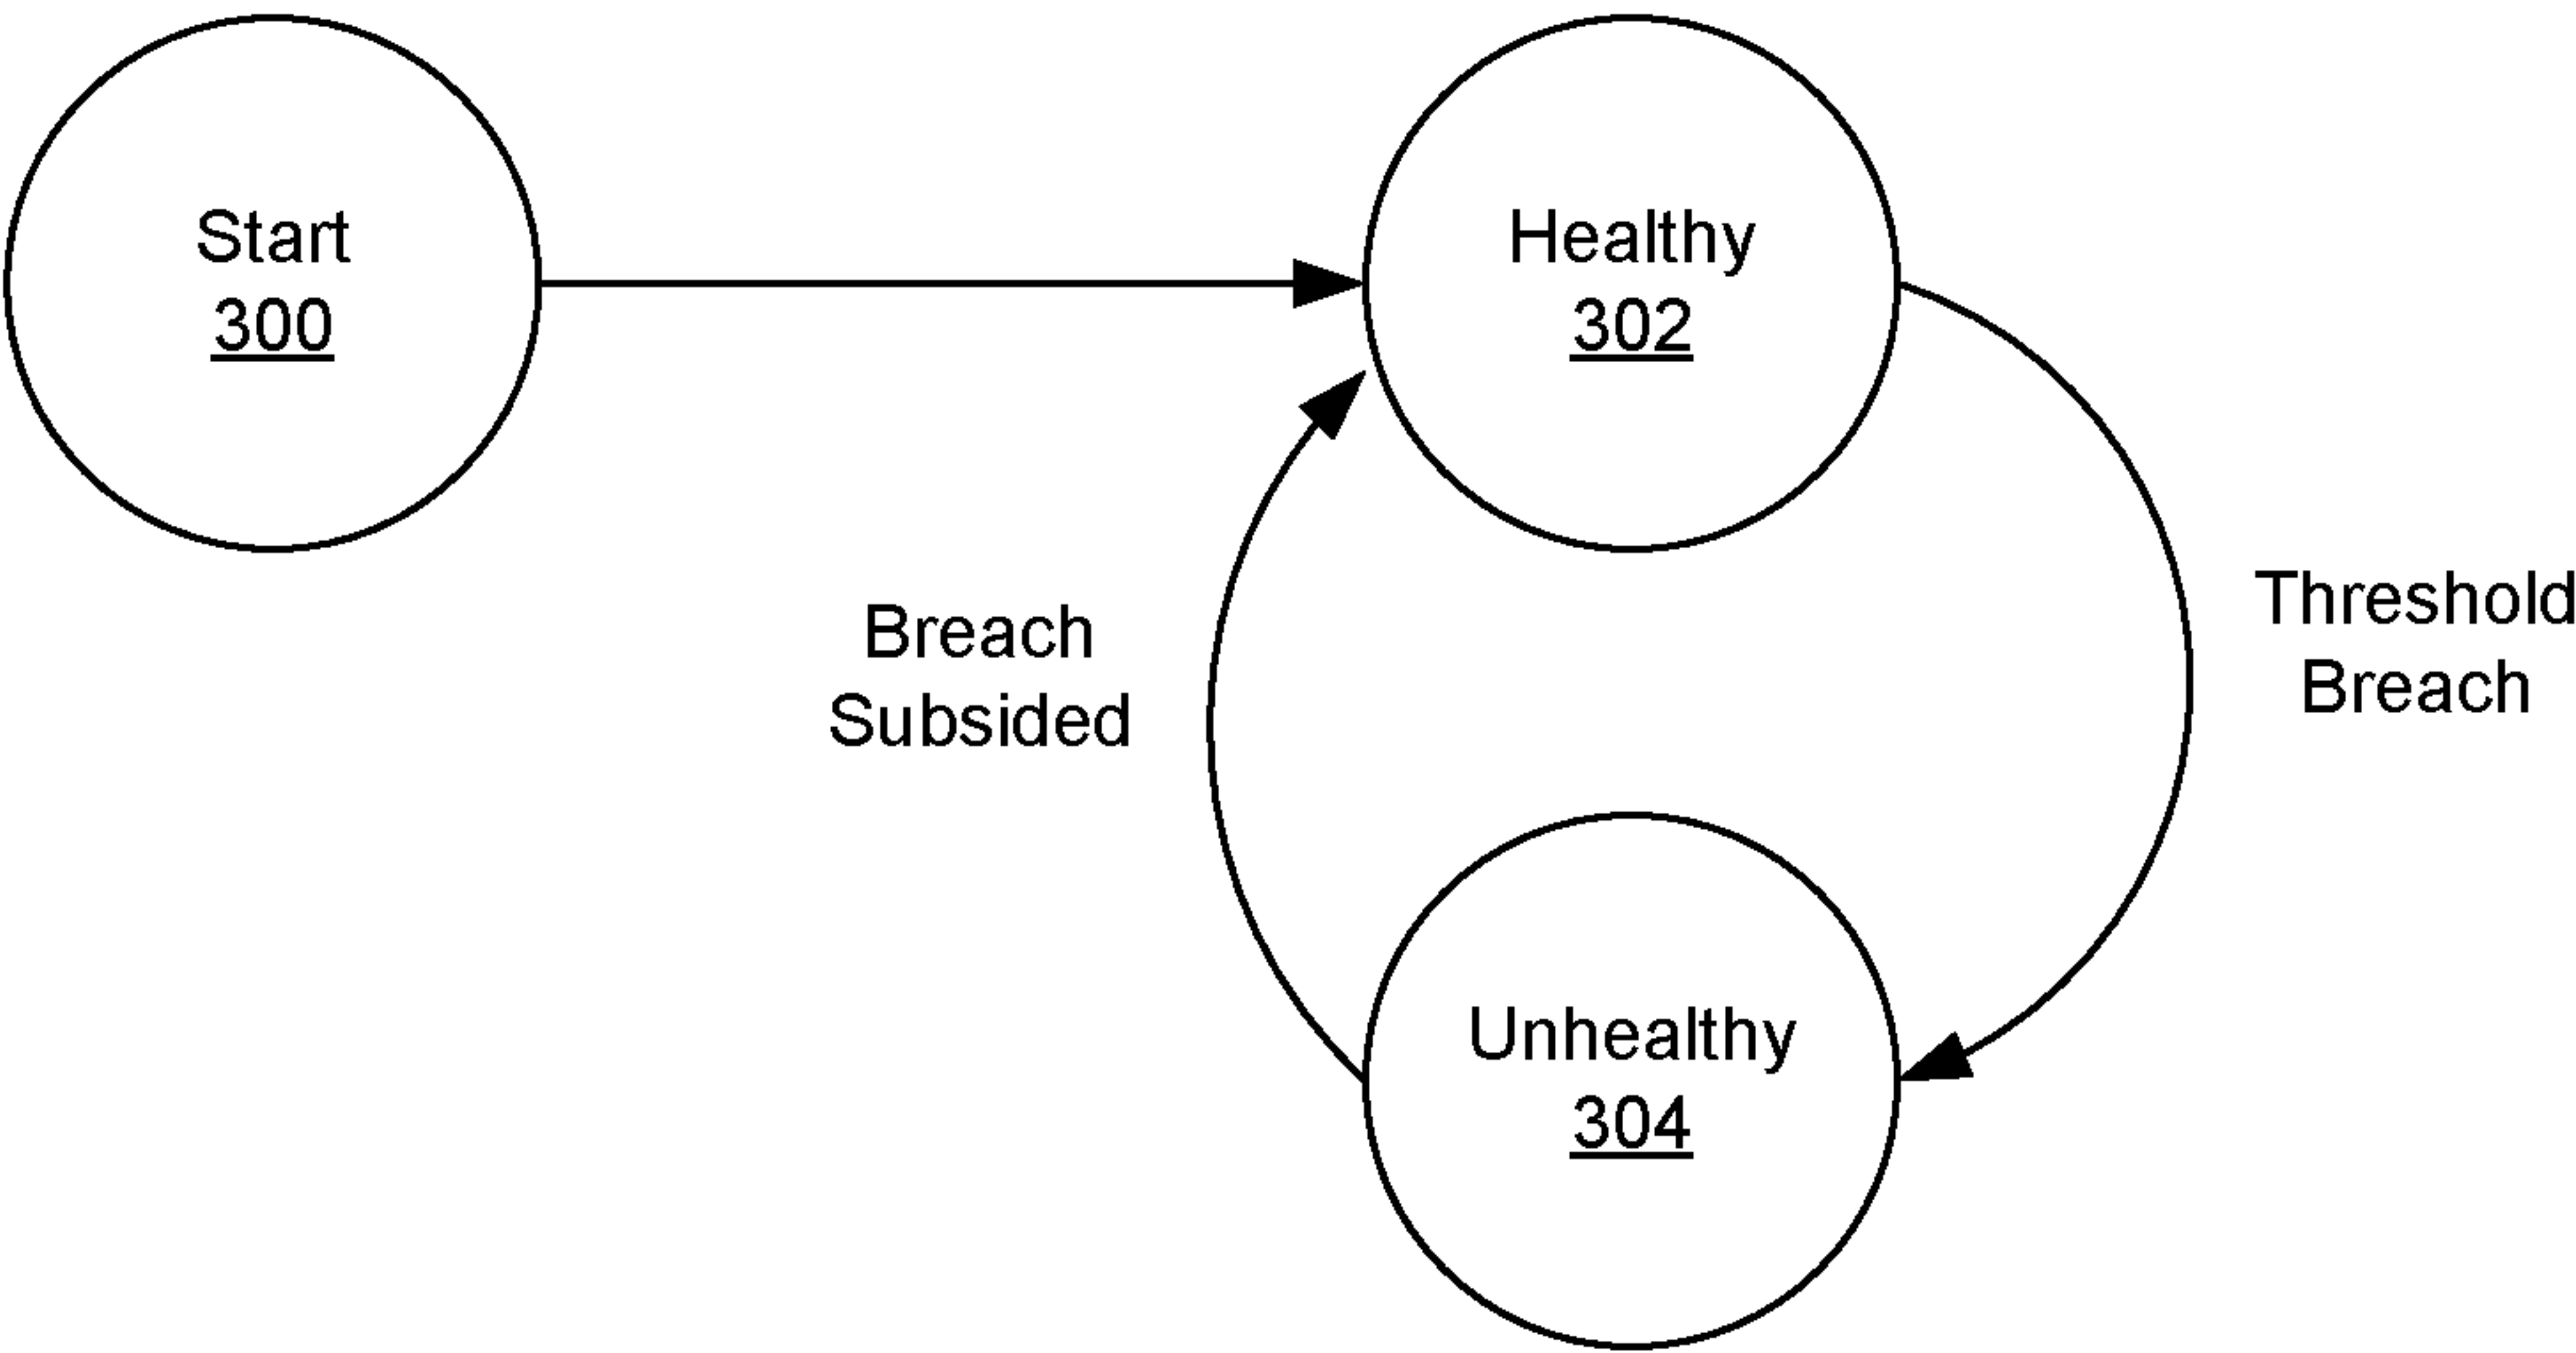 Start
300
Healthy
302
Breach
Subsided
Threshold
Breach
Unhealthy
304